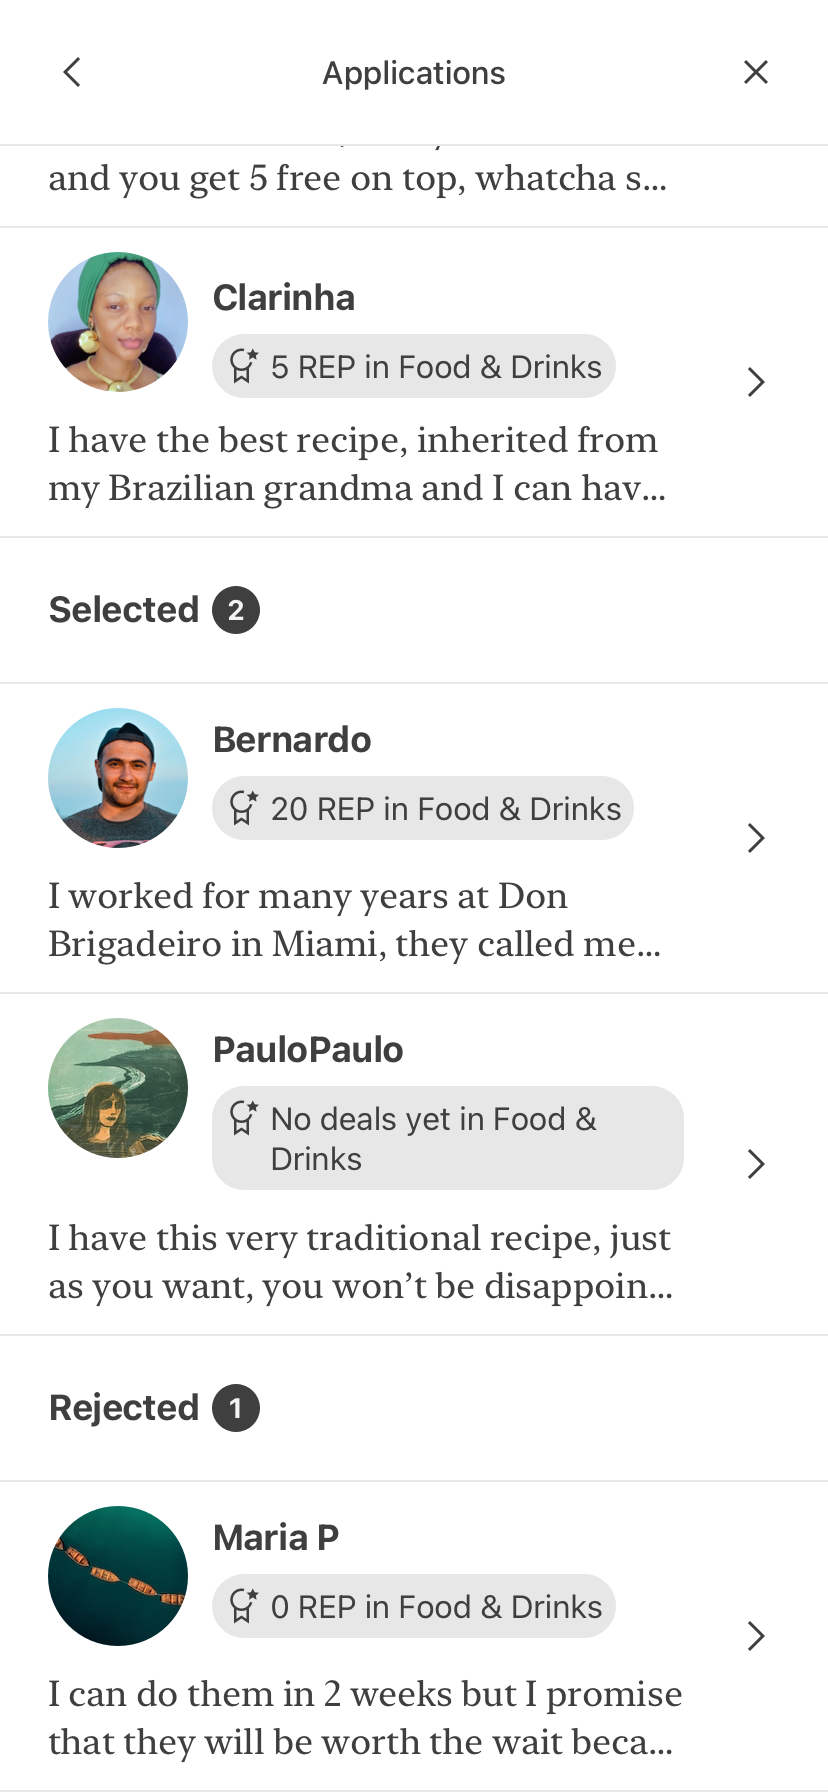 Applications
and you get 5 free on top, whatcha s...
Clarinha
5 REP in Food & Drinks
I have the best recipe, inherited from
my Brazilian grandma and I can hav...
Selected 2
Bernardo
20 REP in Food & Drinks
I worked for many years at Don
Brigadeiro in Miami, they called me...
PauloPaulo
No deals yet in Food &
Drinks
I have this very traditional recipe, just
as you want, you won’t be disappoin...
Rejected 1
Maria P
0 REP in Food & Drinks
I can do them in 2 weeks but I promise
that they will be worth the wait beca...